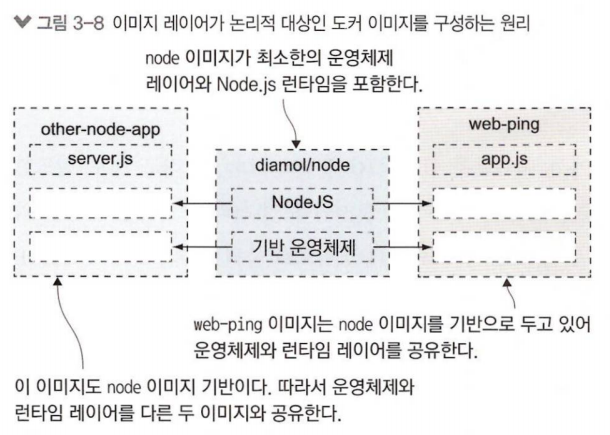 ♥ 그림 3-8 이미지 레이어가 논리적 대상인 도커 이미지를 구성하는 원리
node 이미지가 최소한의 운영체제
레이어와 Node.js 런타임을 포함한다.
other-node-app
server.js
diamol/node
NodeJS
기반 운영체제
web-ping
app.js
web-ping 이미지는 node 이미지를 기반으로 두고 있어
운영체제와 런타임 레이어를 공유한다.
이 이미지도 node 이미지 기반이다. 따라서 운영체제와
런타임 레이어를 다른 두 이미지와 공유한다.